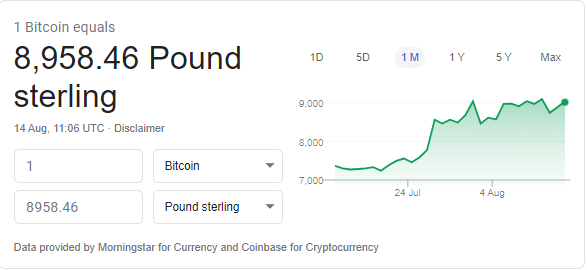 1 Bitcoin equals
8,958.46 Pound
sterling
14 Aug, 11:06 UTC · Disclaimer
1 Bitcoin
8958.46 Pound sterling
1D 5D 1 M 1 Y 5 Y Max
9,000
8,000
7,000
24 Jul 4 Aug
Data provided by Morningstar for Currency and Coinbase for Cryptocurrency